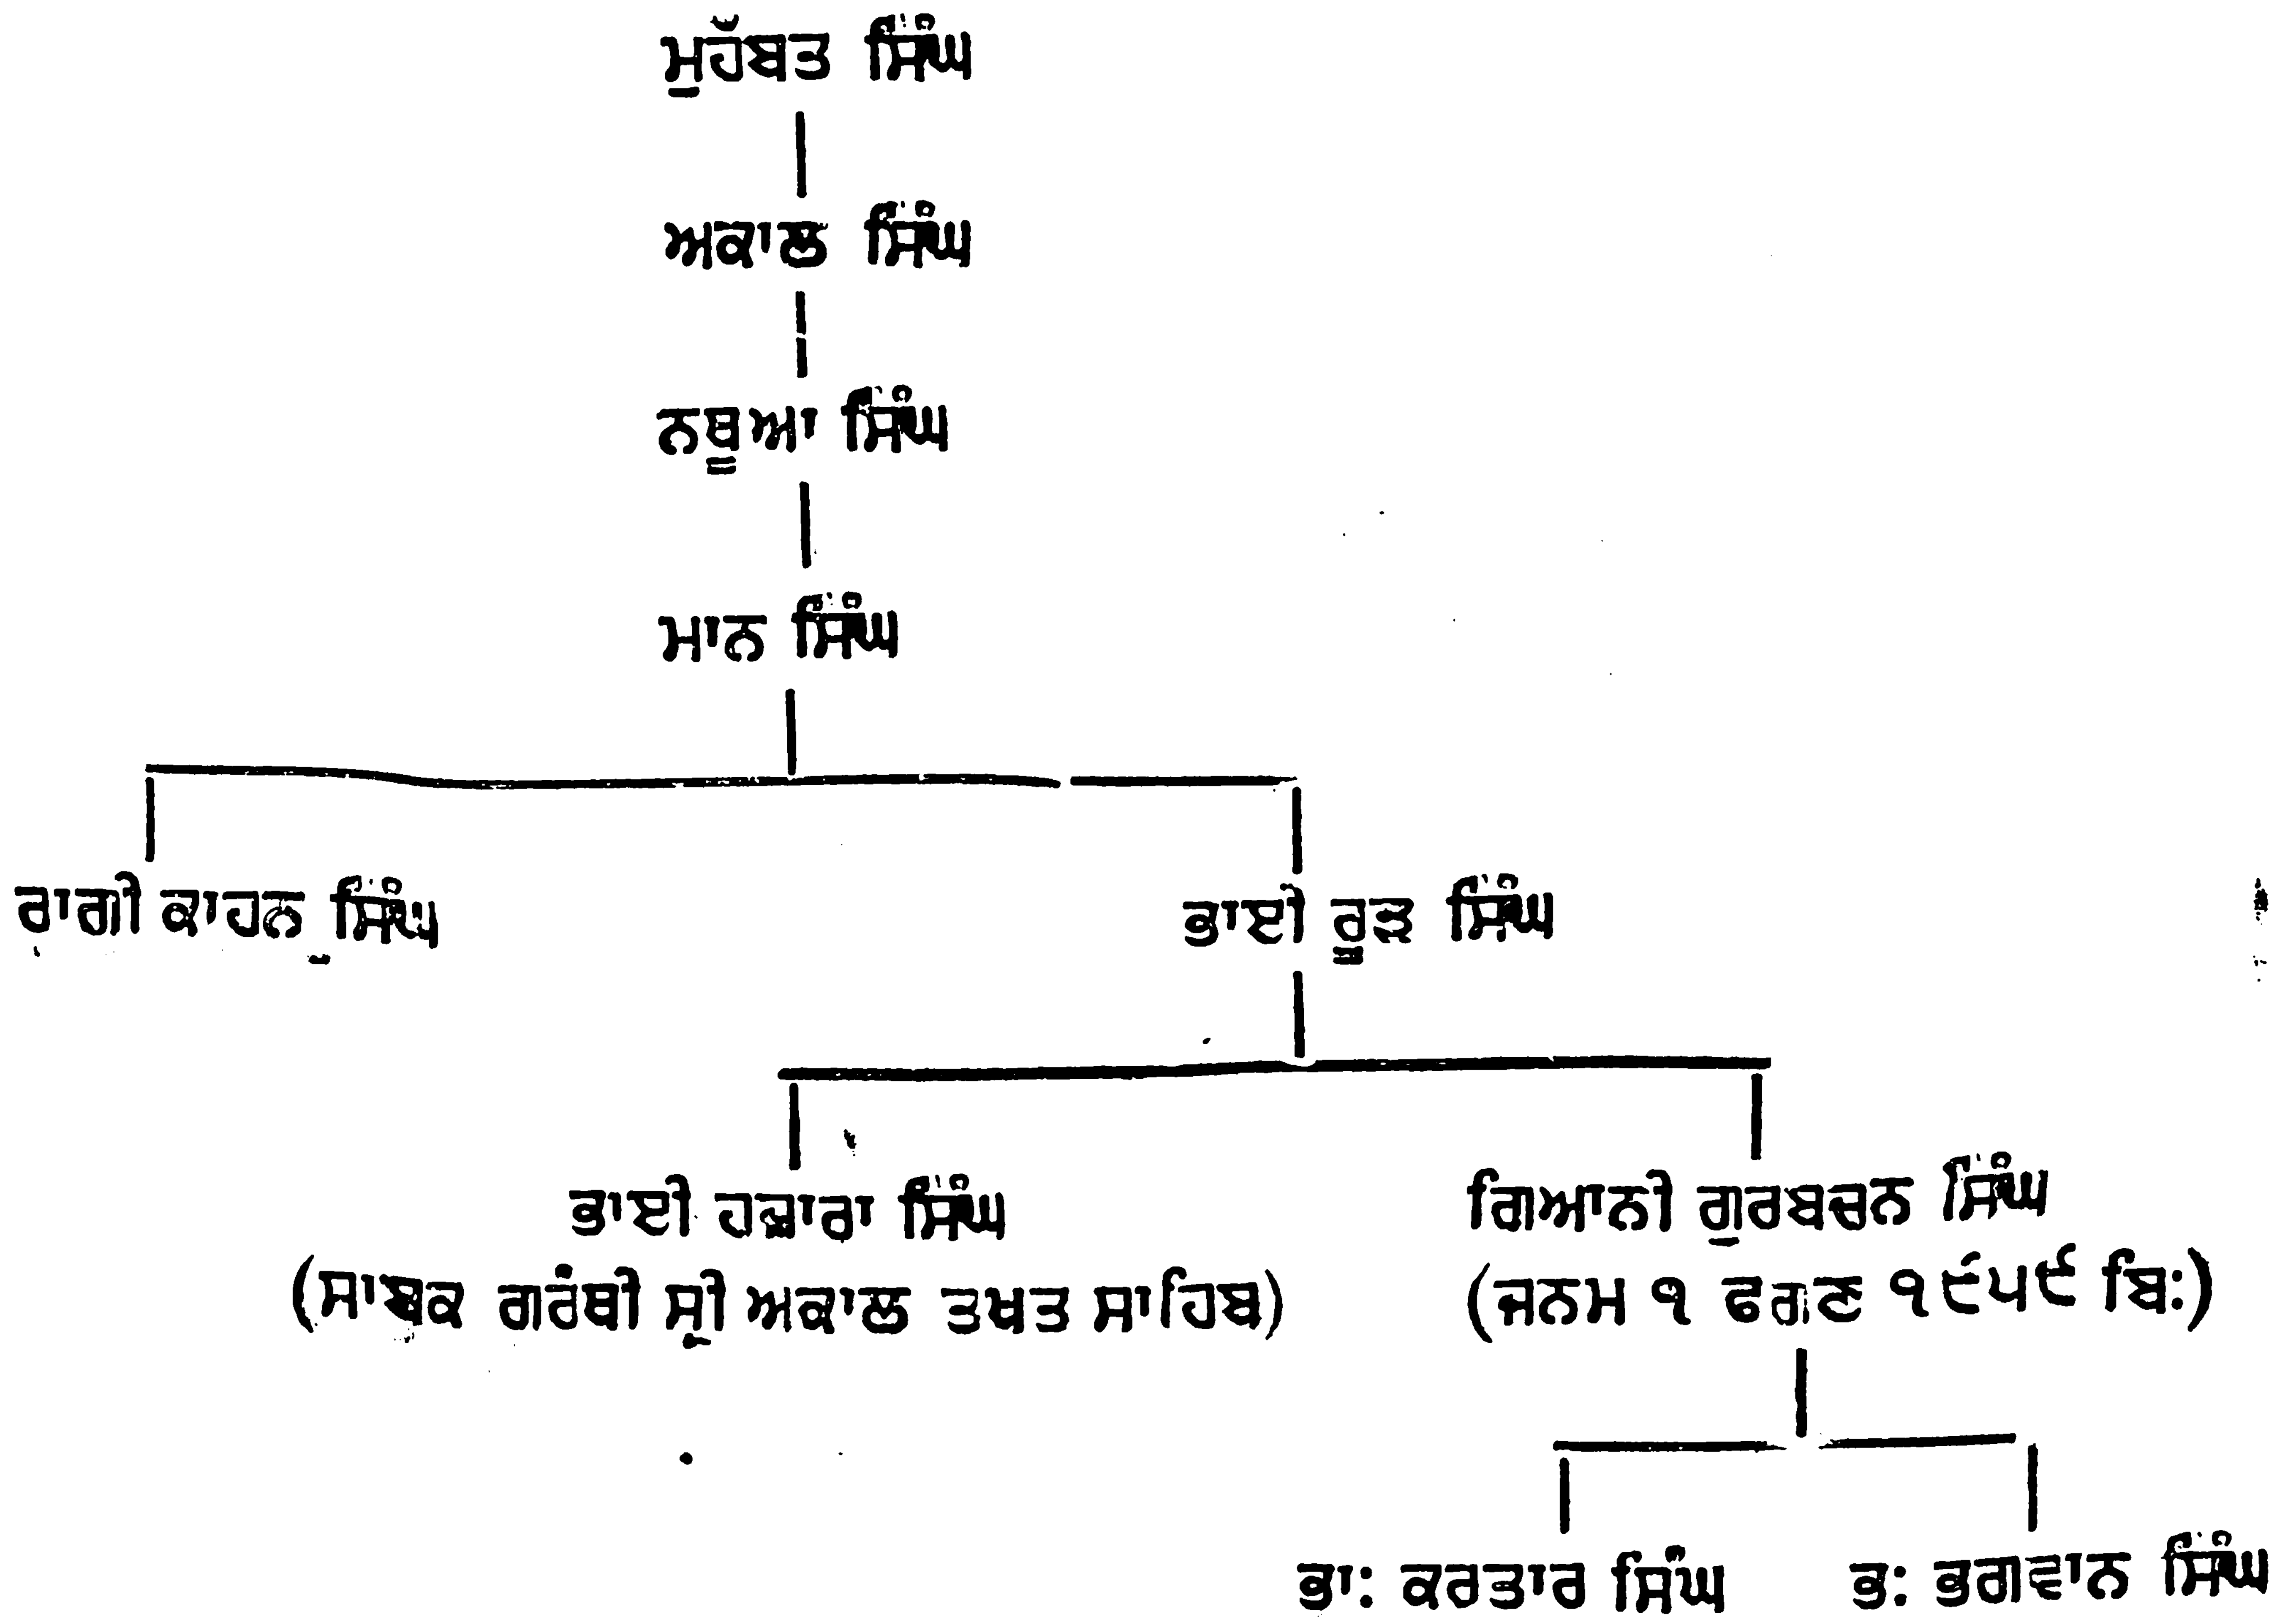 ਮੁਹੱਬਤ ਸਿੰਘ
ਅਕਾਲ ਸਿੰਘ
ਨਥੂਆ ਸਿੰਘ
ਮਾਨ ਸਿੰਘ
ਰਾਗੀ ਕਾਹਨ ਸਿੰਘ
ਭਾਈ ਰੂੜ ਸਿੰਘ
ਭਾਈ ਹਜ਼ਾਰਾ ਸਿੰਘ
(ਸਾਬਕ ਗਰੰਥੀ ਸ੍ਰੀ ਅਕਾਲ ਤਖਤ ਸਾਹਿਬ)
ਗਿਆਨੀ ਗੁਰਬਚਨ ਸਿੰਘ
(ਜਨਮ ੧ ਫਗਣ ੧੯੫੯ ਬਿ:)
ਭਾ: ਕਰਤਾਰ ਸਿੰਘ
ਭ: ਭਗਵਾਨ ਸਿੰਘ